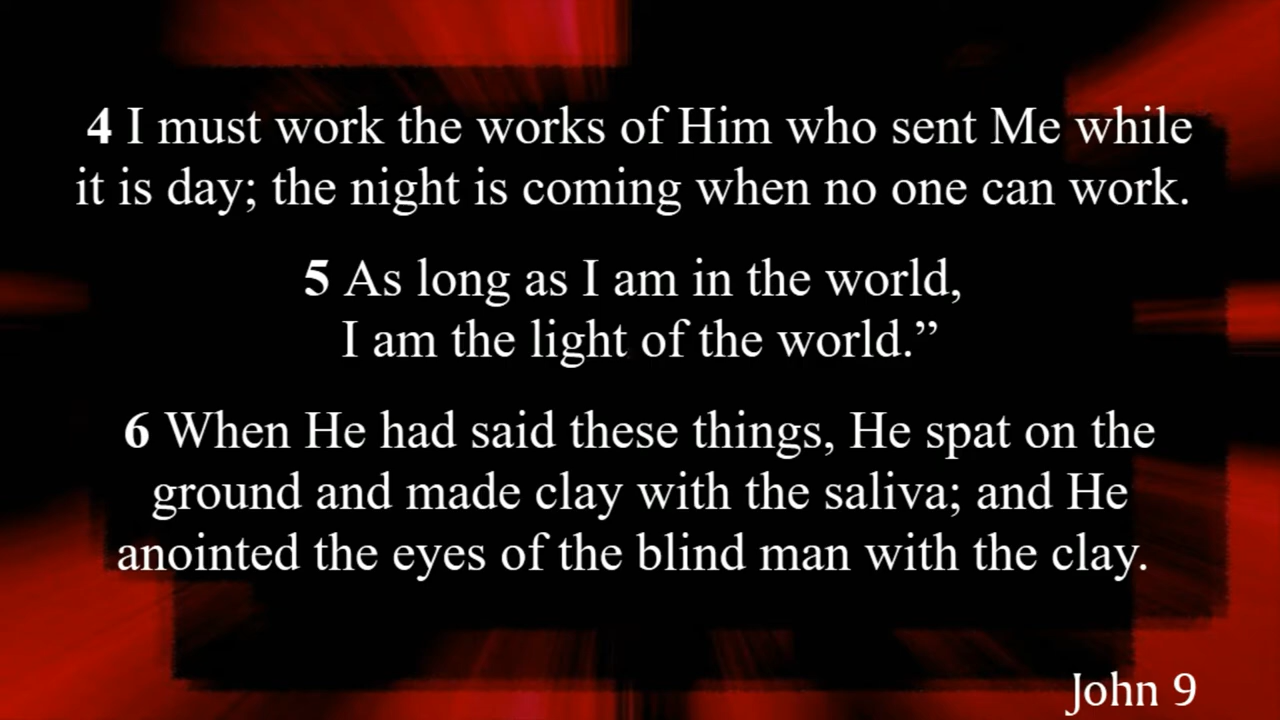 4 I must work the works of Him who sent Me while
it is day; the night is coming when no one can work.
5 As long as I am in the world,
I am the light of the world.”
6 When He had said these things, He spat on the
ground and made clay with the saliva; and He
anointed the eyes of the blind man with the clay.
John 9